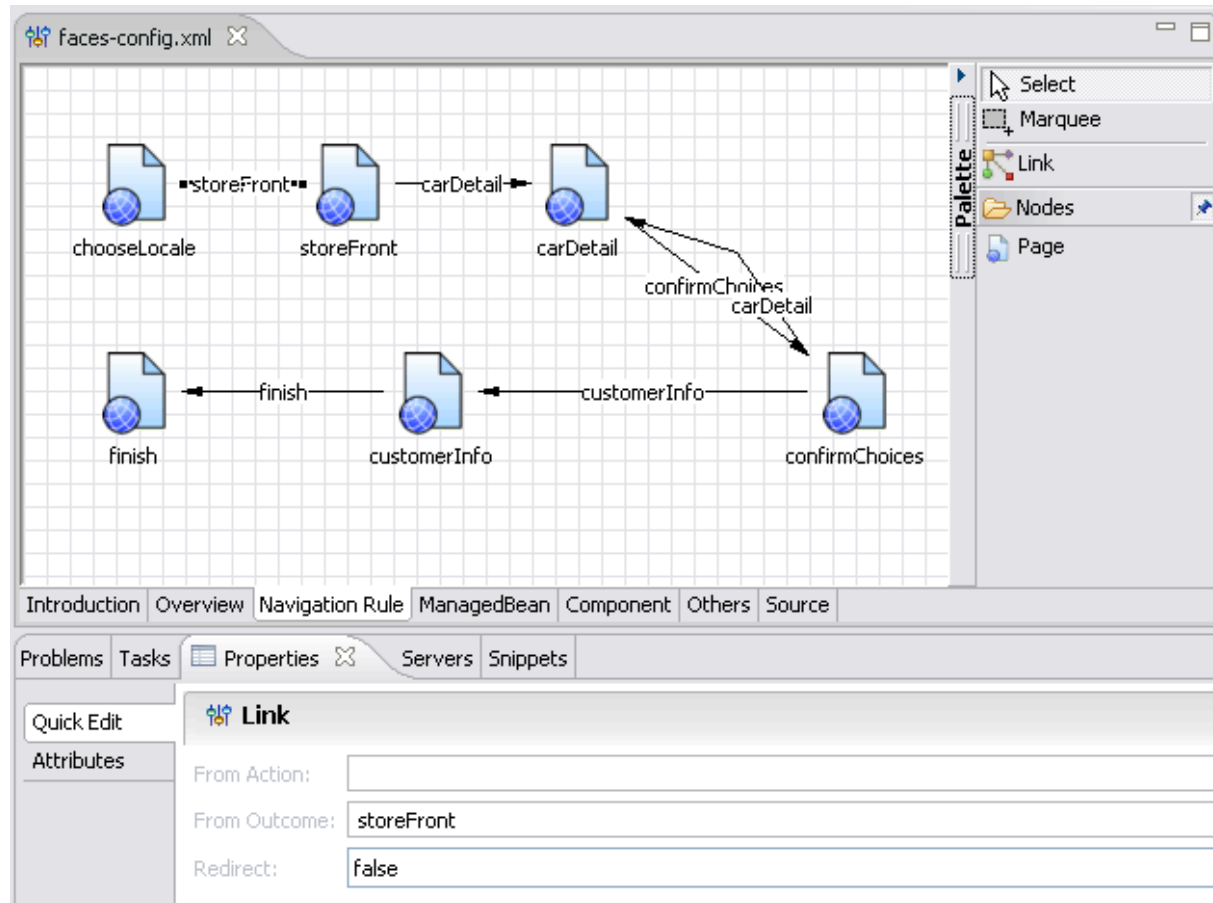 faces-config.xml
Select
Marquee
Palette
Link
Nodes
Page
storeFront
carDetail
chooseLocale
storeFront
carDetail
confirmChoices
carDetail
finish
customerInfo
finish
customerInfo
confirmChoices
Introduction Overview Navigation Rule ManagedBean Component Others Source
Problems Tasks Properties Servers Snippets
Quick Edit
Link
Attributes
From Action:
From Outcome: storeFront
Redirect: false